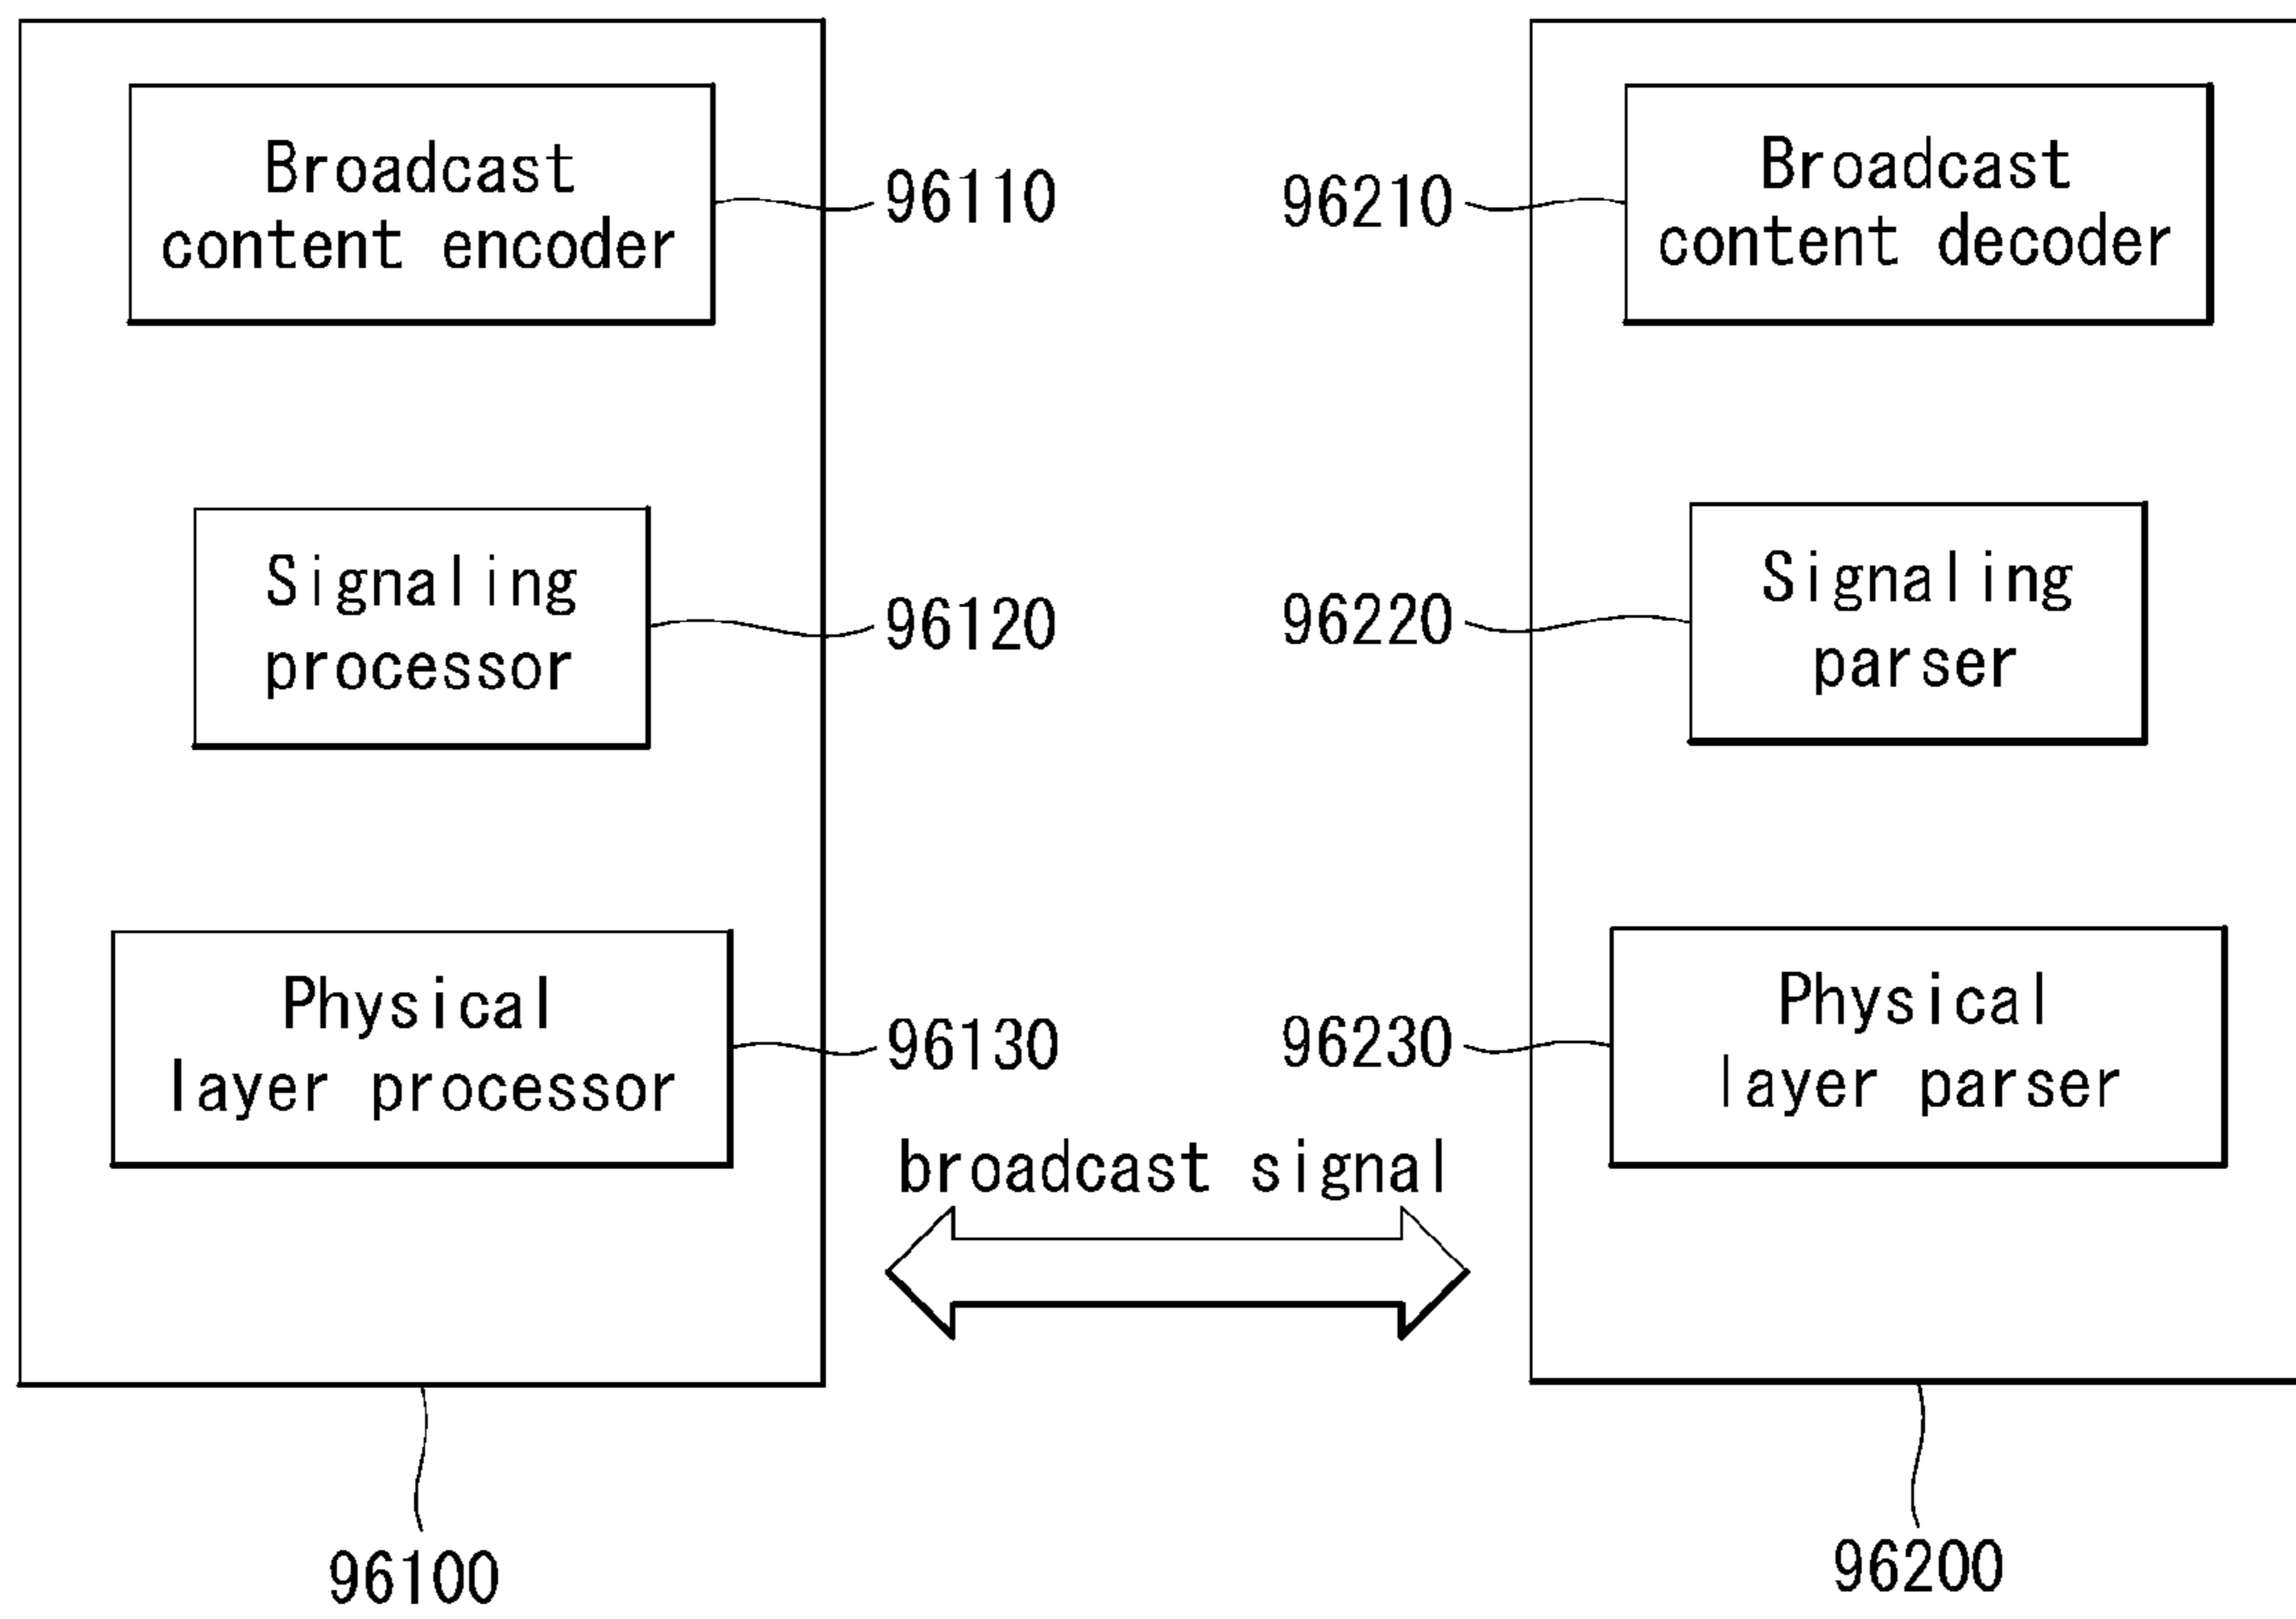 Broadcast
content encoder
96110
Signaling
processor
96120
Physical
layer processor
96130
96100
broadcast signal
Broadcast
content decoder
96210
Signaling
parser
96220
Physical
layer parser
96230
96200